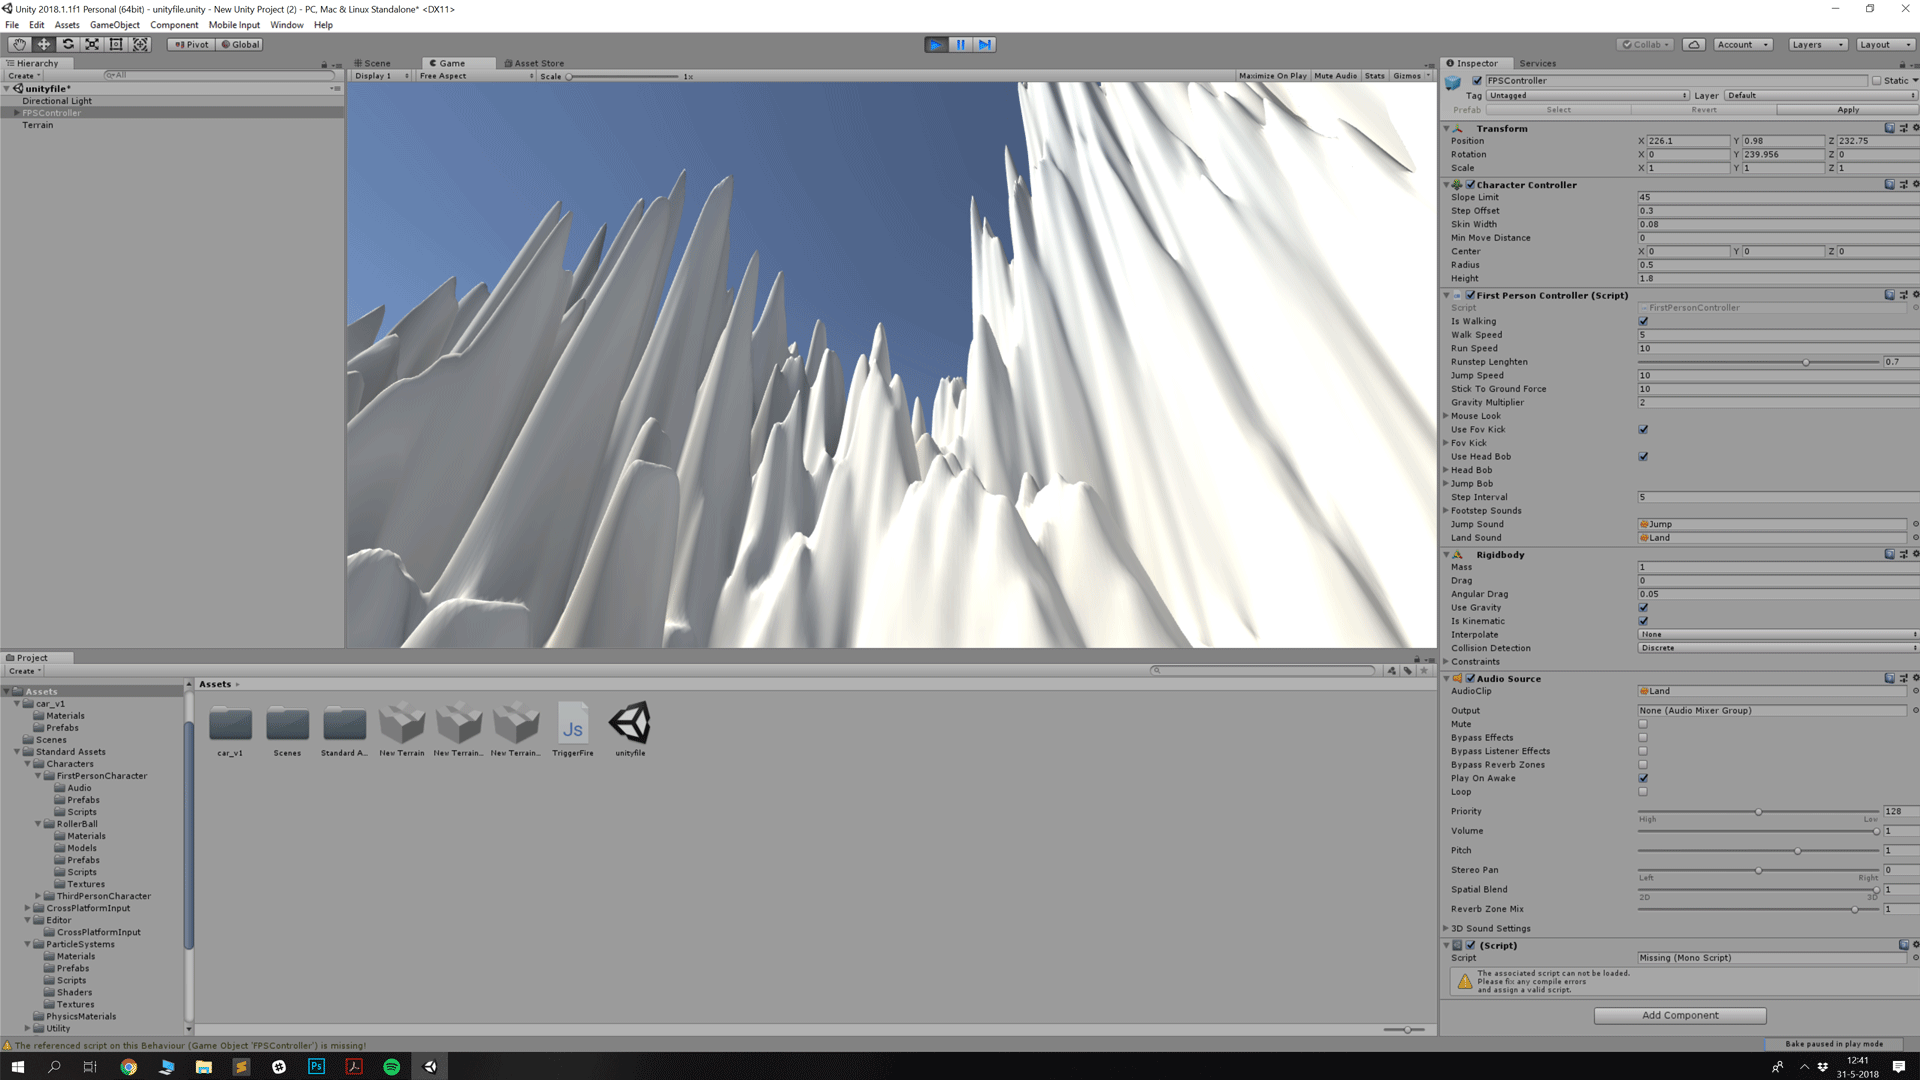 Unity 2018.1.1f1 Personal (64bit) - unityfile.unity - New Unity Project (2) - PC, Mac & Linux Standalone* <DX11>
File Edit Assets GameObject Component Mobile Input Window Help
Pivot Global Collab Account Layers Layout
Hierarchy
Create All
unityfile*
Directional Light
FPSController
Terrain
Scene Game Asset Store
Display 1 Free Aspect Scale 1x Maximize On Play Mute Audio Stats Gizmos
Inspector Services
FPSController Static
Tag Untagged Layer Default
Prefab Select Revert Apply
Transform
Position X 226.1 Y 0.98 Z 232.75
Rotation X 0 Y 239.956 Z 0
Scale X 1 Y 1 Z 1
Character Controller
Slope Limit 45
Step Offset 0.3
Skin Width 0.08
Min Move Distance 0
Center X 0 Y 0 Z 0
Radius 0.5
Height 1.8
First Person Controller (Script)
Script FirstPersonController
Is Walking
Walk Speed 5
Run Speed 10
Runstep Lenghten 0.7
Jump Speed 10
Stick To Ground Force 10
Gravity Multiplier 2
Mouse Look
Use Fov Kick
Fov Kick
Use Head Bob
Head Bob
Jump Bob
Step Interval 5
Footstep Sounds
Jump Sound Jump
Land Sound Land
Rigidbody
Mass 1
Drag 0
Angular Drag 0.05
Use Gravity
Is Kinematic
Interpolate None
Collision Detection Discrete
Constraints
Audio Source
AudioClip Land
Output None (Audio Mixer Group)
Mute
Bypass Effects
Bypass Listener Effects
Bypass Reverb Zones
Play On Awake
Loop
Priority 128
High Low
Volume 1
Pitch 1
Stereo Pan 0
Left Right
Spatial Blend 1
2D 3D
Reverb Zone Mix 1
3D Sound Settings
(Script)
Script Missing (Mono Script)
The associated script can not be loaded.
Please fix any compile errors
and assign a valid script.
Add Component
Project
Create
Assets
car_v1
Materials
Prefabs
Scenes
Standard Assets
Characters
FirstPersonCharacter
Audio
Prefabs
Scripts
RollerBall
Materials
Models
Prefabs
Scripts
Textures
ThirdPersonCharacter
CrossPlatformInput
Editor
CrossPlatformInput
ParticleSystems
Materials
Prefabs
Scripts
Shaders
Textures
PhysicsMaterials
Utility
Assets
Js
car_v1 Scenes Standard A... New Terrain New Terrain... New Terrain... TriggerFire unityfile
The referenced script on this Behaviour (Game Object 'FPSController') is missing!
Bake paused in play mode
Ps
12:41
31-5-2018